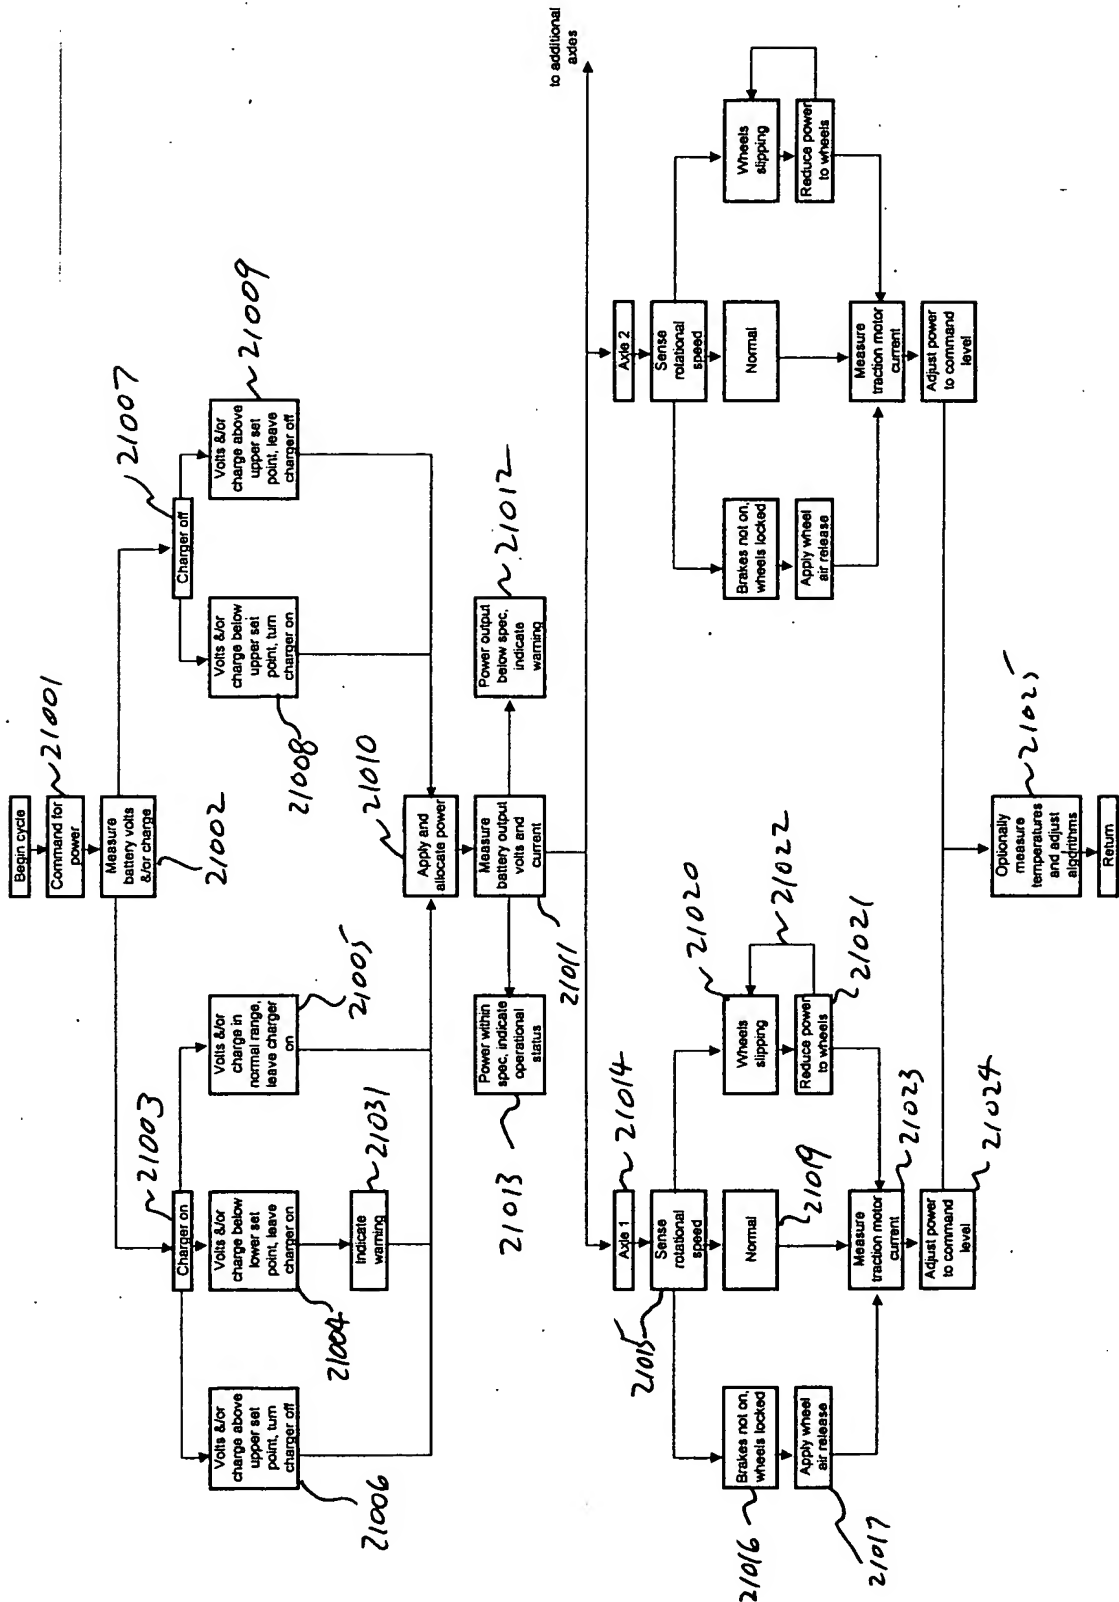 Begin cycle
Command for
power
21001
Measure
battery volts
&/or charge
21002
Charger on
21003
Charger off
21007
Volts &/or
charge above
upper set
point, turn
charger off
21006
Volts &/or
charge below
lower set
point, leave
charger on
21004
Volts &/or
charge in
normal range,
leave charger
on
21005
Volts &/or
charge below
upper set
point, turn
charger on
21008
Volts &/or
charge above
upper set
point, leave
charger off
21009
Indicate
warning
21031
Apply and
allocate power
21010
Power within
spec, indicate
operational
status
21013
Measure
battery output
volts and
current
21011
Power output
below spec,
indicate
warning
21012
to additional
axles
Axle 1
21014
Sense
rotational
speed
21015
Brakes not on,
wheels locked
21016
Apply wheel
air release
21017
Normal
21019
Wheels
slipping
21020
Reduce power
to wheels
21021
21022
Measure
traction motor
current
21023
Adjust power
to command
level
21024
Axle 2
Sense
rotational
speed
Brakes not on,
wheels locked
Apply wheel
air release
Normal
Wheels
slipping
Reduce power
to wheels
Measure
traction motor
current
Adjust power
to command
level
Optionally
measure
temperatures
and adjust
algorithms
21025
Return